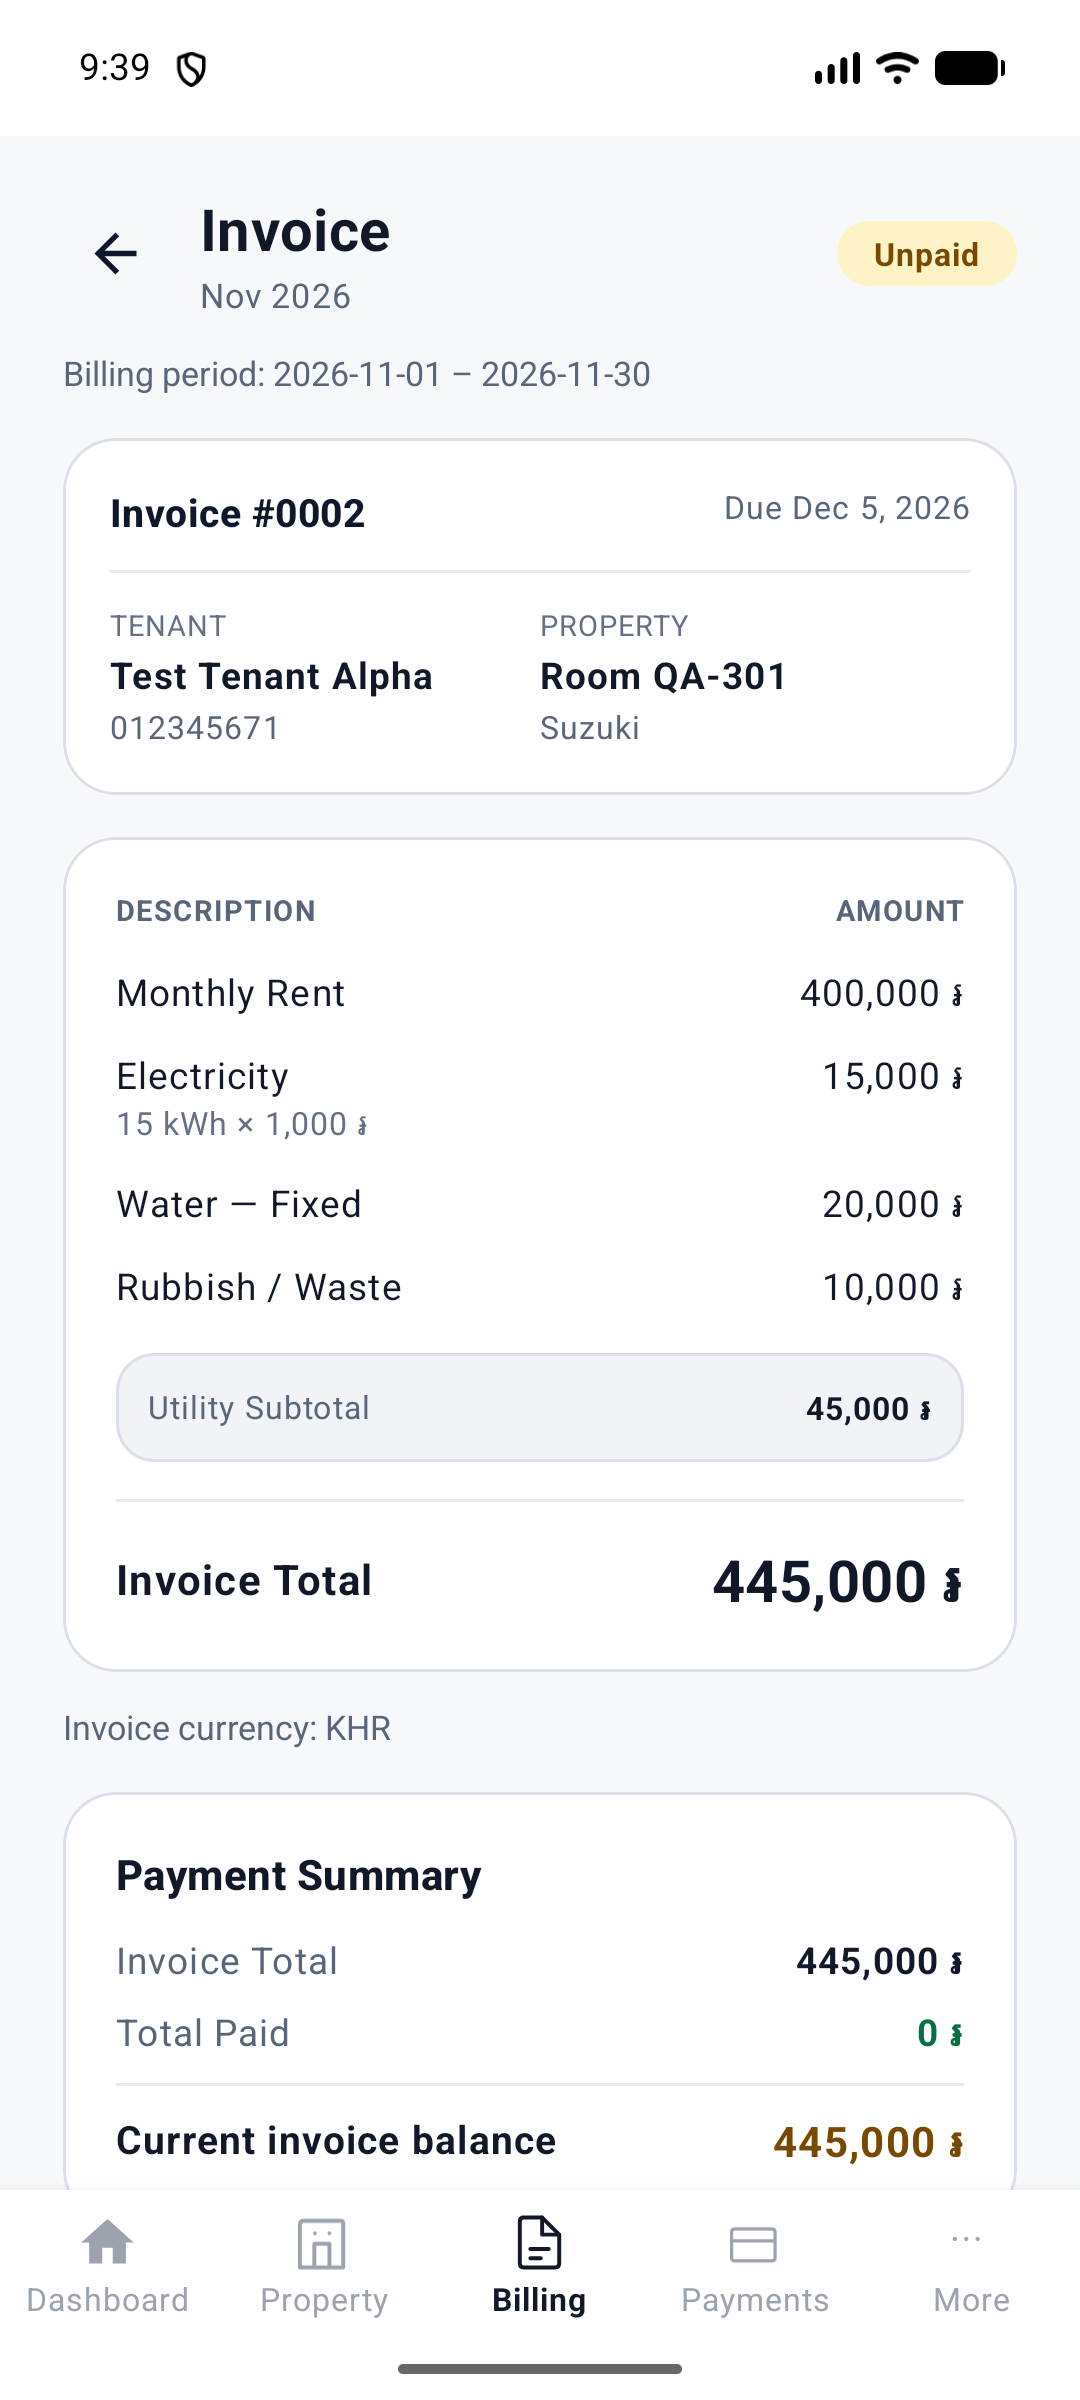 9:39
Invoice
Nov 2026
Unpaid
Billing period: 2026-11-01 – 2026-11-30
Invoice #0002
Due Dec 5, 2026
TENANT
PROPERTY
Test Tenant Alpha
Room QA-301
012345671
Suzuki
DESCRIPTION
AMOUNT
Monthly Rent
400,000 ៛
Electricity
15,000 ៛
15 kWh × 1,000 ៛
Water — Fixed
20,000 ៛
Rubbish / Waste
10,000 ៛
Utility Subtotal
45,000 ៛
Invoice Total
445,000 ៛
Invoice currency: KHR
Payment Summary
Invoice Total
445,000 ៛
Total Paid
0 ៛
Current invoice balance
445,000 ៛
Dashboard
Property
Billing
Payments
More